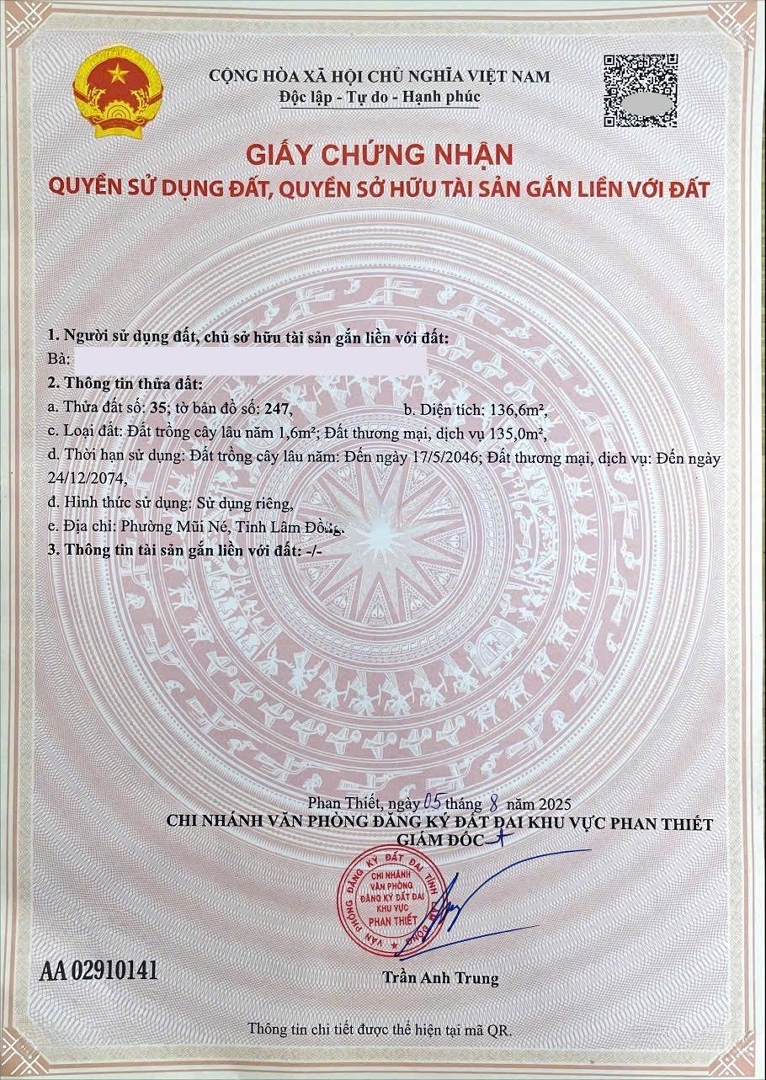 CỘNG HÒA XÃ HỘI CHỦ NGHĨA VIỆT NAM
Độc lập - Tự do - Hạnh phúc
GIẤY CHỨNG NHẬN
QUYỀN SỬ DỤNG ĐẤT, QUYỀN SỞ HỮU TÀI SẢN GẮN LIỀN VỚI ĐẤT
1. Người sử dụng đất, chủ sở hữu tài sản gắn liền với đất:
Bà:
2. Thông tin thửa đất:
a. Thửa đất số: 35; tờ bản đồ số: 247, b. Diện tích: 136,6m²,
c. Loại đất: Đất trồng cây lâu năm 1,6m²; Đất thương mại, dịch vụ 135,0m²,
d. Thời hạn sử dụng: Đất trồng cây lâu năm: Đến ngày 17/5/2046; Đất thương mại, dịch vụ: Đến ngày
24/12/2074,
đ. Hình thức sử dụng: Sử dụng riêng,
e. Địa chỉ: Phường Mũi Né, Tỉnh Lâm Đồng.
3. Thông tin tài sản gắn liền với đất: -/-
Phan Thiết, ngày 05 tháng 8 năm 2025
CHI NHÁNH VĂN PHÒNG ĐĂNG KÝ ĐẤT ĐAI KHU VỰC PHAN THIẾT
GIÁM ĐỐC
VĂN PHÒNG ĐĂNG KÝ ĐẤT ĐAI TỈNH LÂM ĐỒNG
CHI NHÁNH
VĂN PHÒNG
ĐĂNG KÝ ĐẤT ĐAI
KHU VỰC
PHAN THIẾT
AA 02910141
Trần Anh Trung
Thông tin chi tiết được thể hiện tại mã QR.